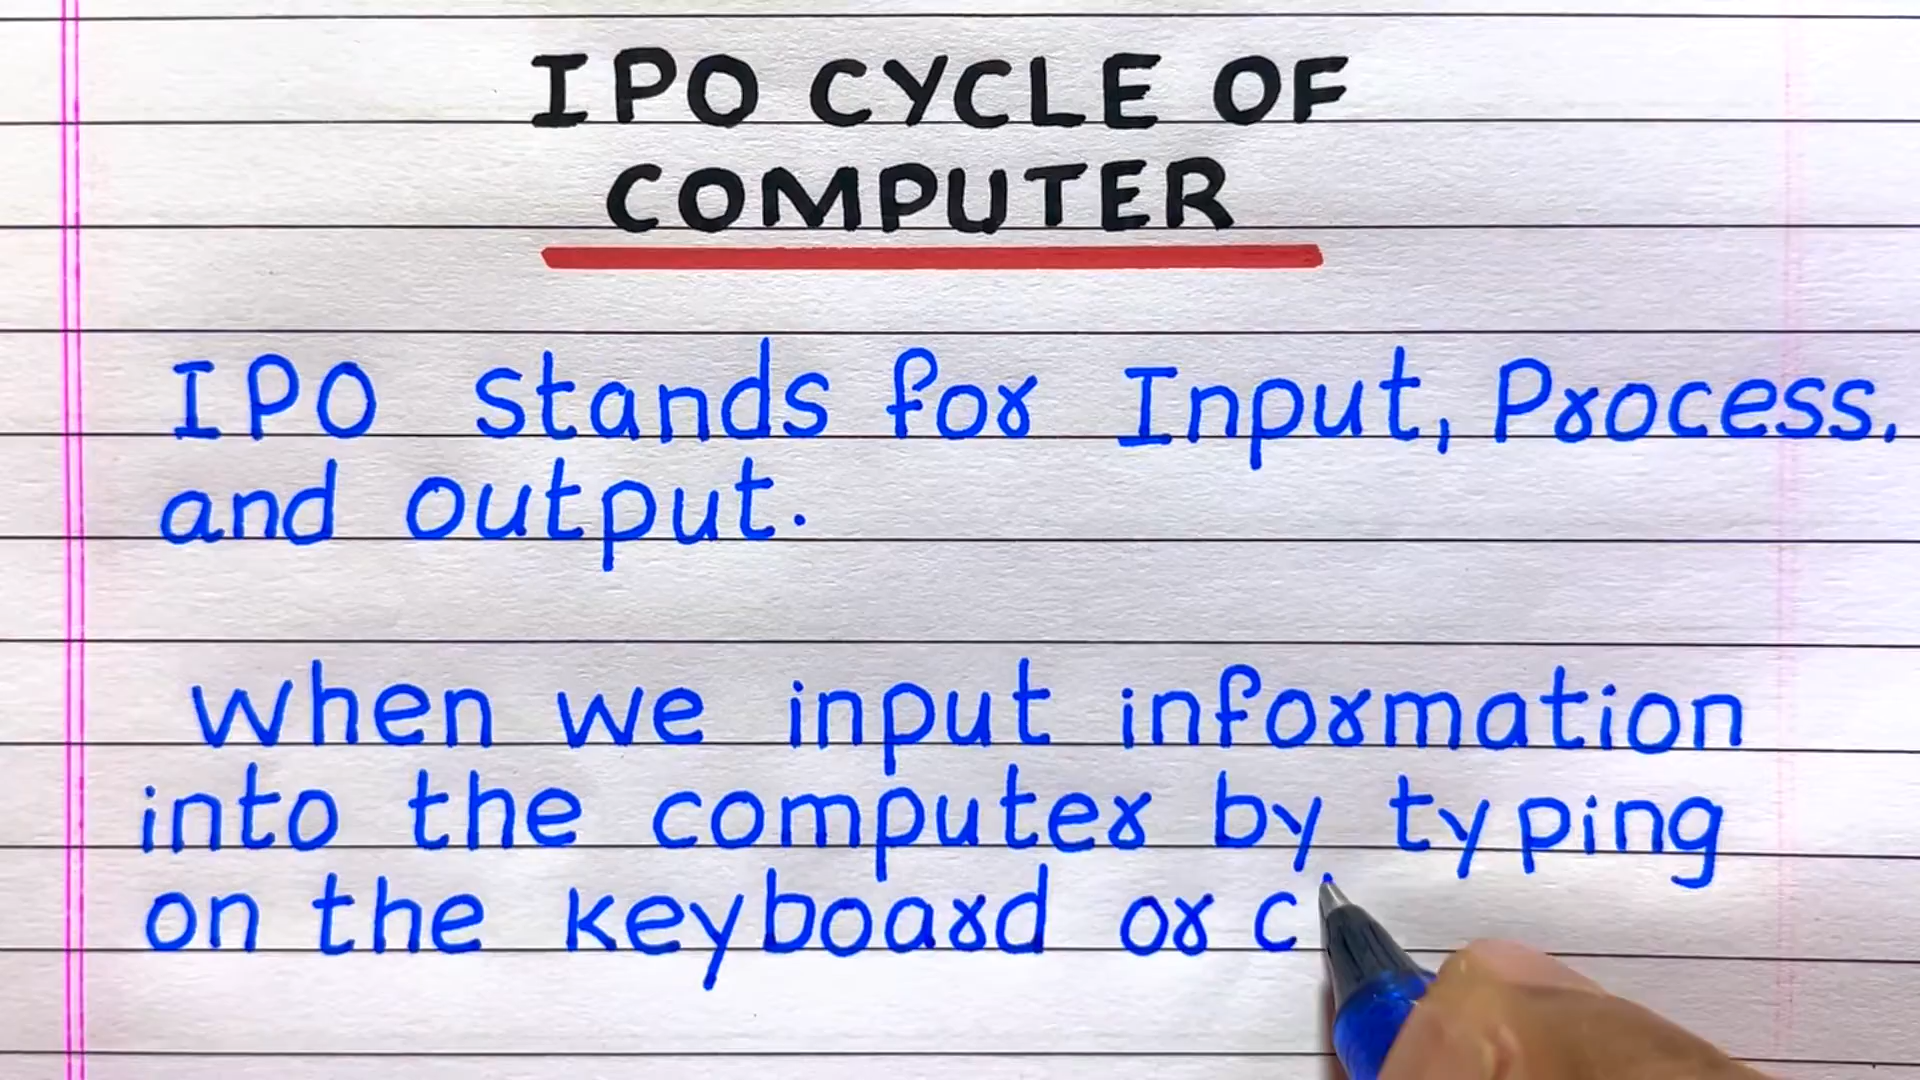 IPO CYCLE OF
COMPUTER
IPO stands for Input, Process,
and output.
when we input information
into the computer by typing
on the keyboard or c